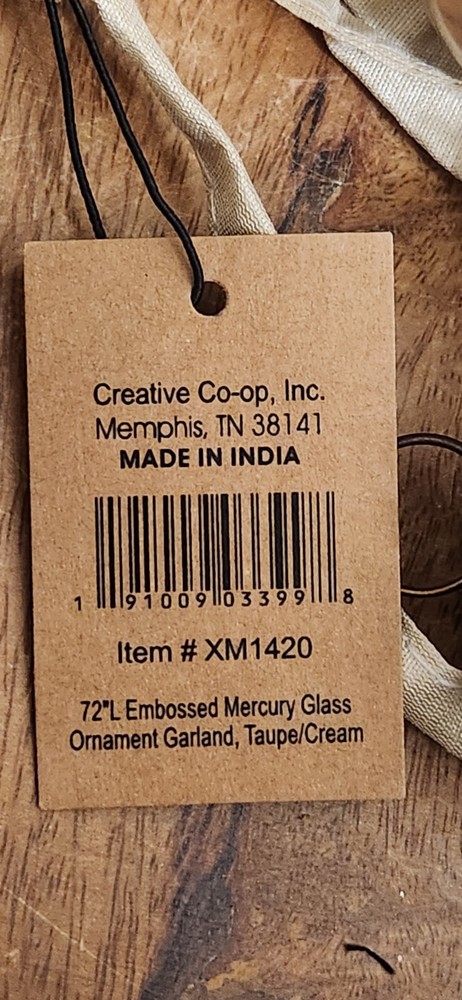 Creative Co-op, Inc.
Memphis, TN 38141
MADE IN INDIA
1 91009 03399 8
Item # XM1420
72"L Embossed Mercury Glass
Ornament Garland, Taupe/Cream